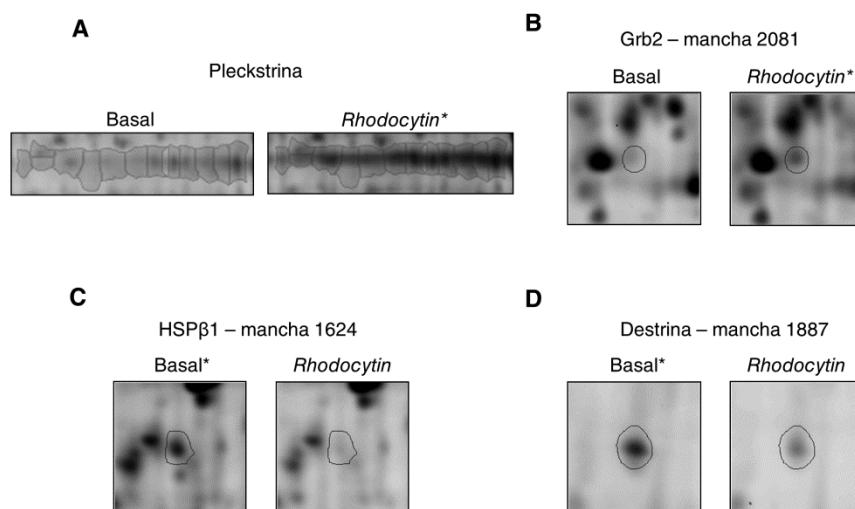 A
Pleckstrina
Basal
Rhodocytin*
B
Grb2 – mancha 2081
Basal
Rhodocytin*
C
HSPβ1 – mancha 1624
Basal*
Rhodocytin
D
Destrina – mancha 1887
Basal*
Rhodocytin